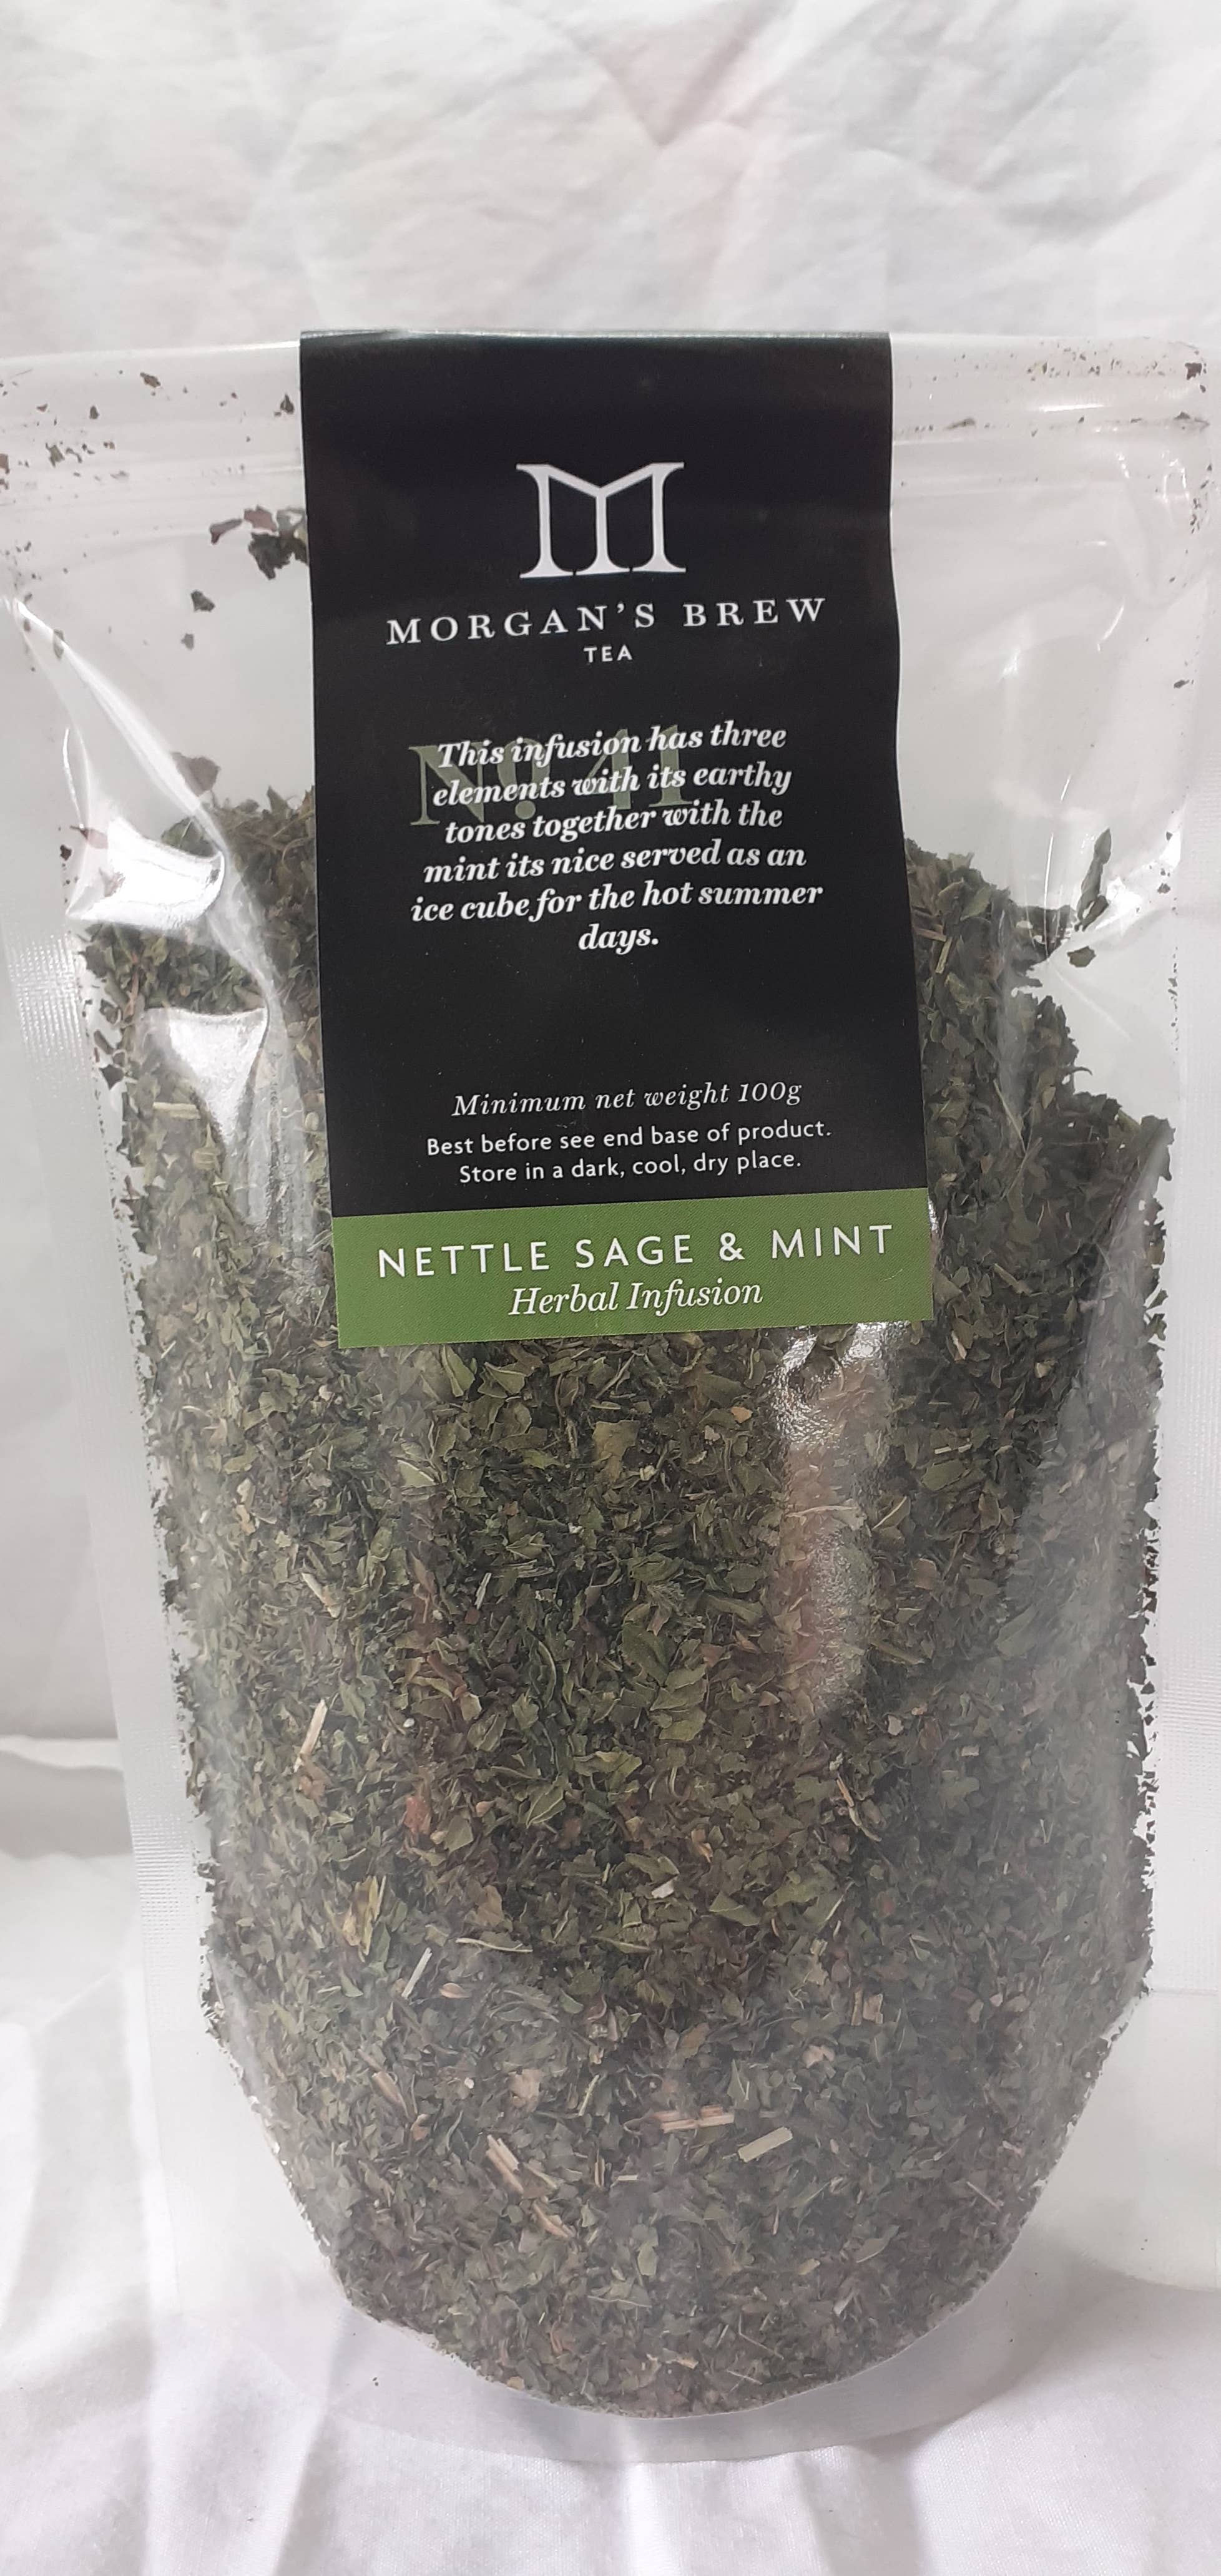 M
MORGAN'S BREW
TEA
No. 41
This infusion has three
elements with its earthy
tones together with the
mint its nice served as an
ice cube for the hot summer
days.
Minimum net weight 100g
Best before see end base of product.
Store in a dark, cool, dry place.
NETTLE SAGE & MINT
Herbal Infusion